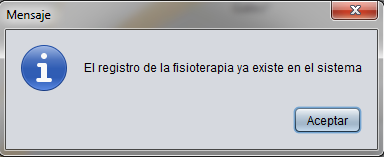 Mensaje
El registro de la fisioterapia ya existe en el sistema
Aceptar